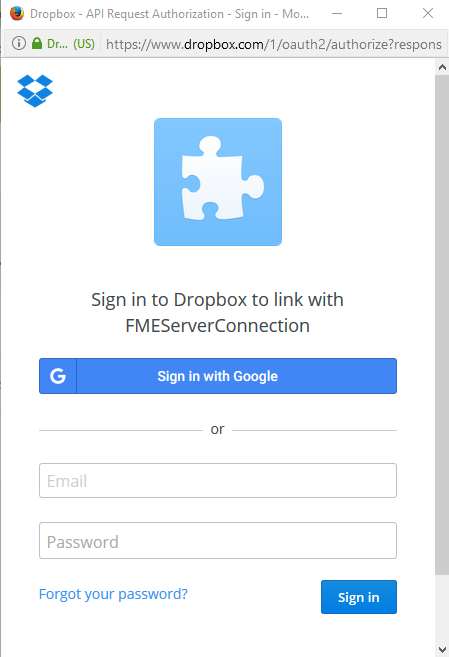 Dropbox - API Request Authorization - Sign in - Mo...
Dr... (US) https://www.dropbox.com/1/oauth2/authorize?respons
Sign in to Dropbox to link with
FMEServerConnection
G Sign in with Google
or
Email
Password
Forgot your password?
Sign in